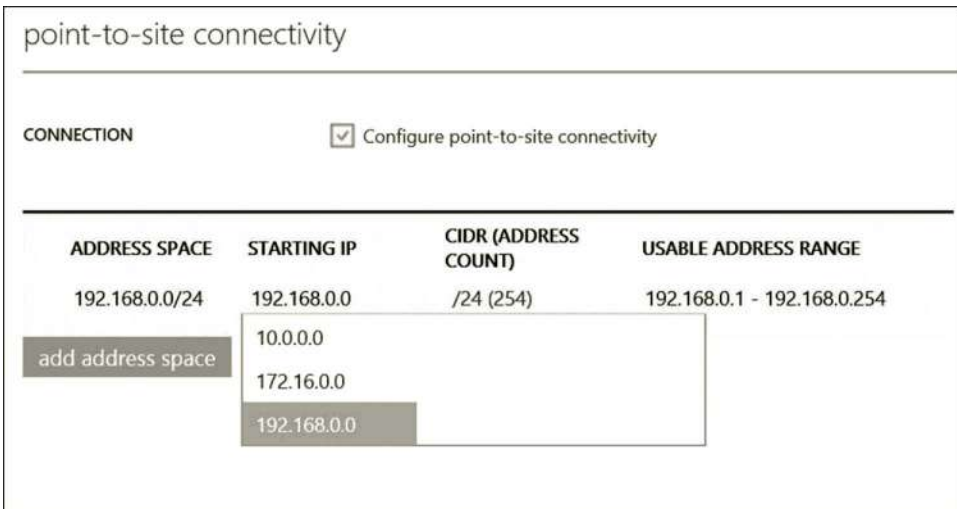 point-to-site connectivity
CONNECTION
Configure point-to-site connectivity
ADDRESS SPACE STARTING IP CIDR (ADDRESS COUNT) USABLE ADDRESS RANGE
192.168.0.0/24 192.168.0.0 /24 (254) 192.168.0.1 - 192.168.0.254
add address space
10.0.0.0
172.16.0.0
192.168.0.0